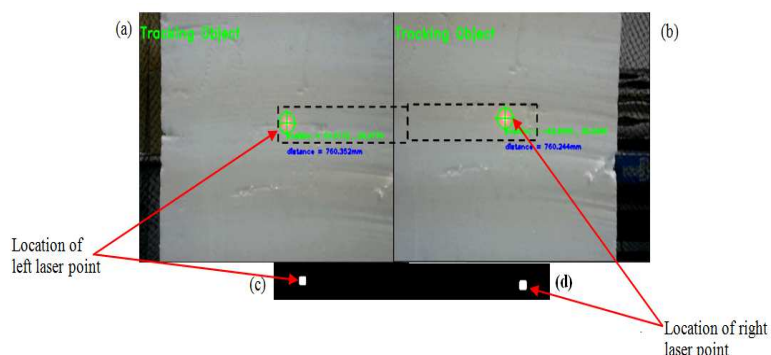 (a)
(b)
Tracking Object
Tracking Object
distance = 760.352mm
distance = 760.244mm
Location of
left laser point
(c)
(d)
Location of right
laser point